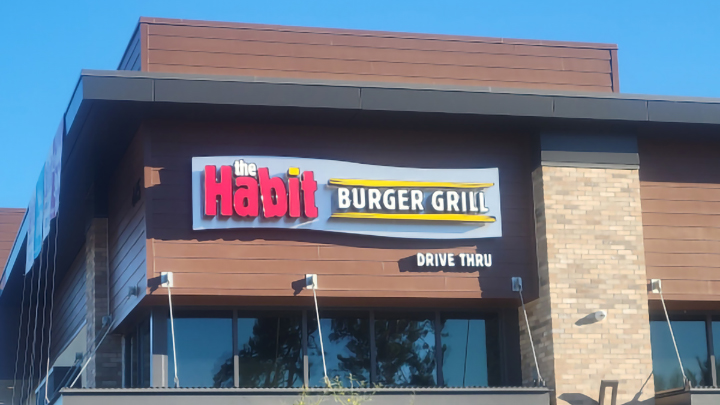 the
Habit
BURGER GRILL
DRIVE THRU